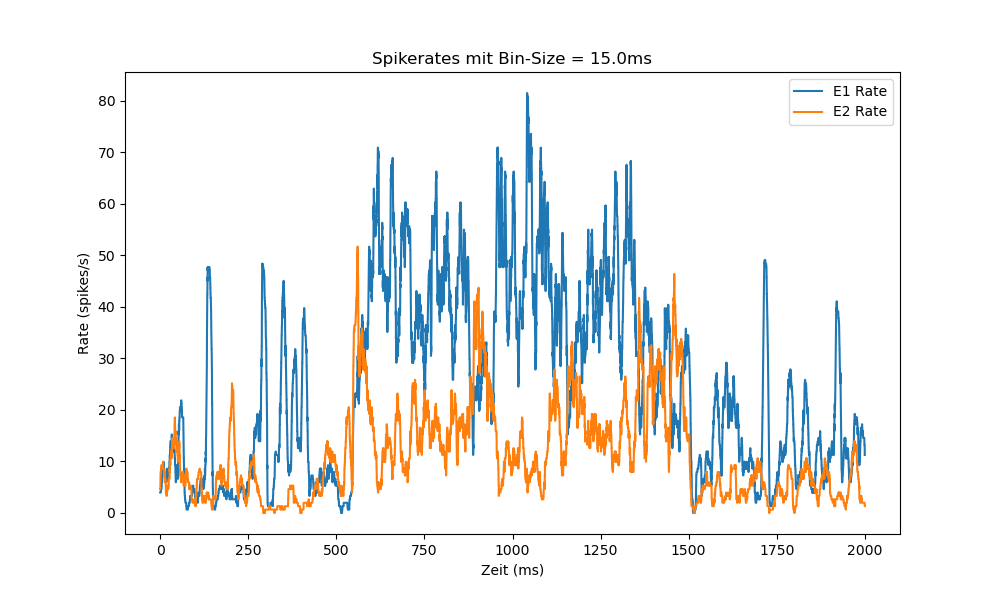 Spikerates mit Bin-Size = 15.0ms
E1 Rate
E2 Rate
80
70
60
50
40
30
20
10
0
Rate (spikes/s)
0 250 500 750 1000 1250 1500 1750 2000
Zeit (ms)